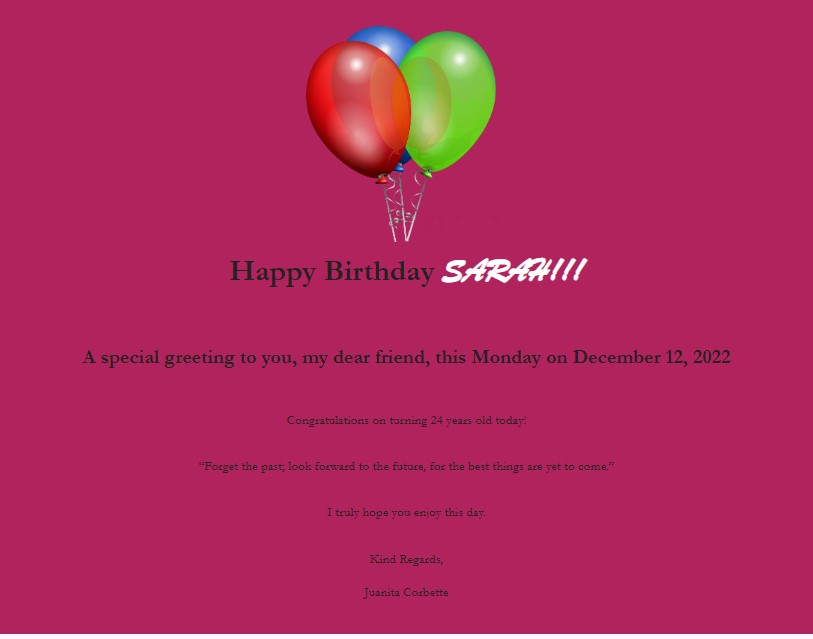 Happy Birthday SARAH!!!
A special greeting to you, my dear friend, this Monday on December 12, 2022
Congratulations on turning 24 years old today!
“Forget the past; look forward to the future, for the best things are yet to come.”
I truly hope you enjoy this day.
Kind Regards,
Juanita Corbette